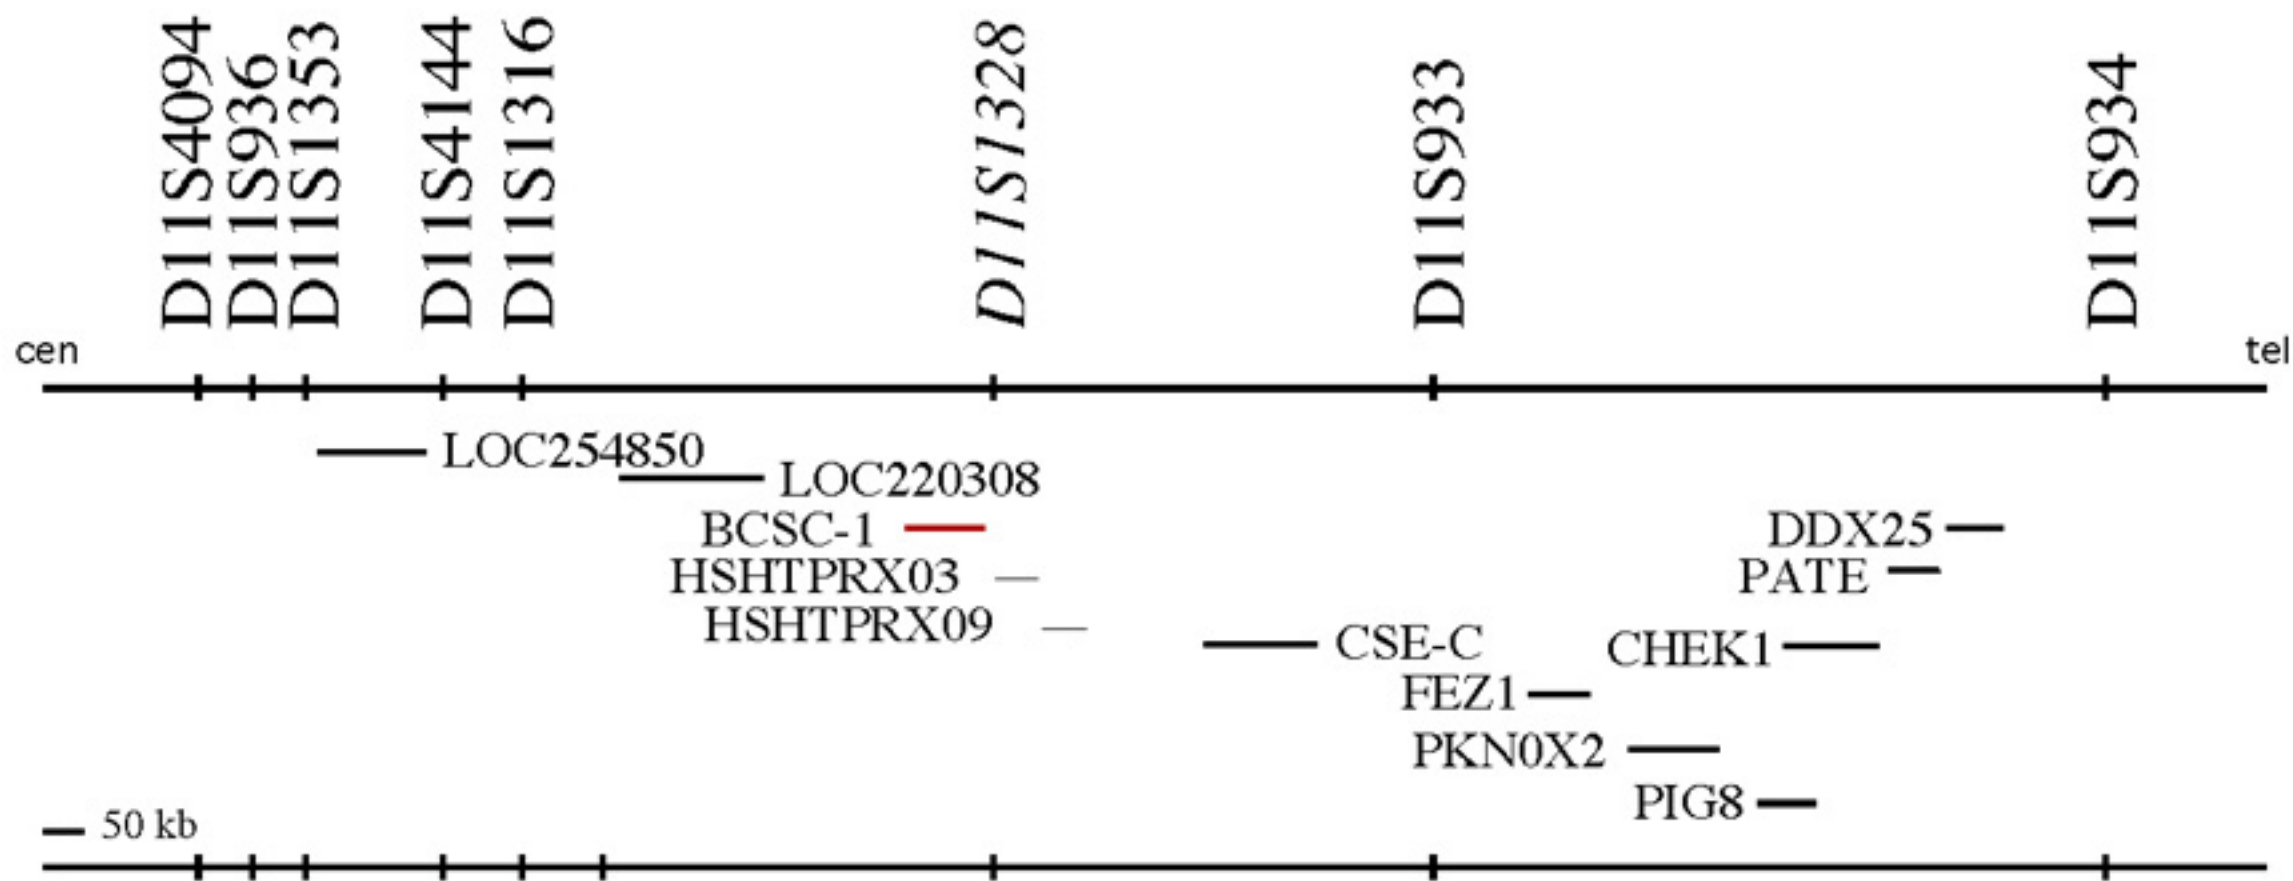 D11S4094
D11S936
D11S1353
D11S4144
D11S1316
D11S1328
D11S933
D11S934
cen
tel
LOC254850
LOC220308
BCSC-1
DDX25
HSHTPRX03
PATE
HSHTPRX09
CSE-C
CHEK1
FEZ1
PKN0X2
PIG8
50 kb